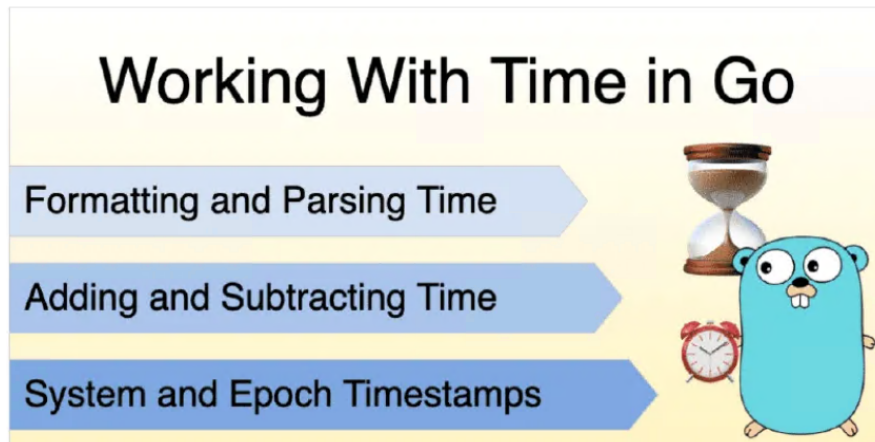 Working With Time in Go
Formatting and Parsing Time
Adding and Subtracting Time
System and Epoch Timestamps